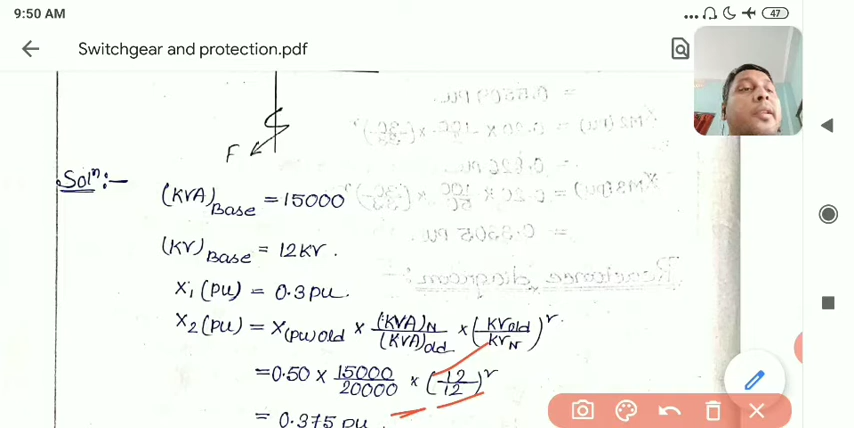 9:50 AM
47
Switchgear and protection.pdf
F
Solⁿ:-
(KVA)Base = 15000
(KV)Base = 12KV.
X₁(PU) = 0.3 PU.
X₂(PU) = X(PU)old × (KVA)N/(KVA)old × (KVold/KVN)²
= 0.50 × 15000/20000 × (12/12)²
= 0.375 PU